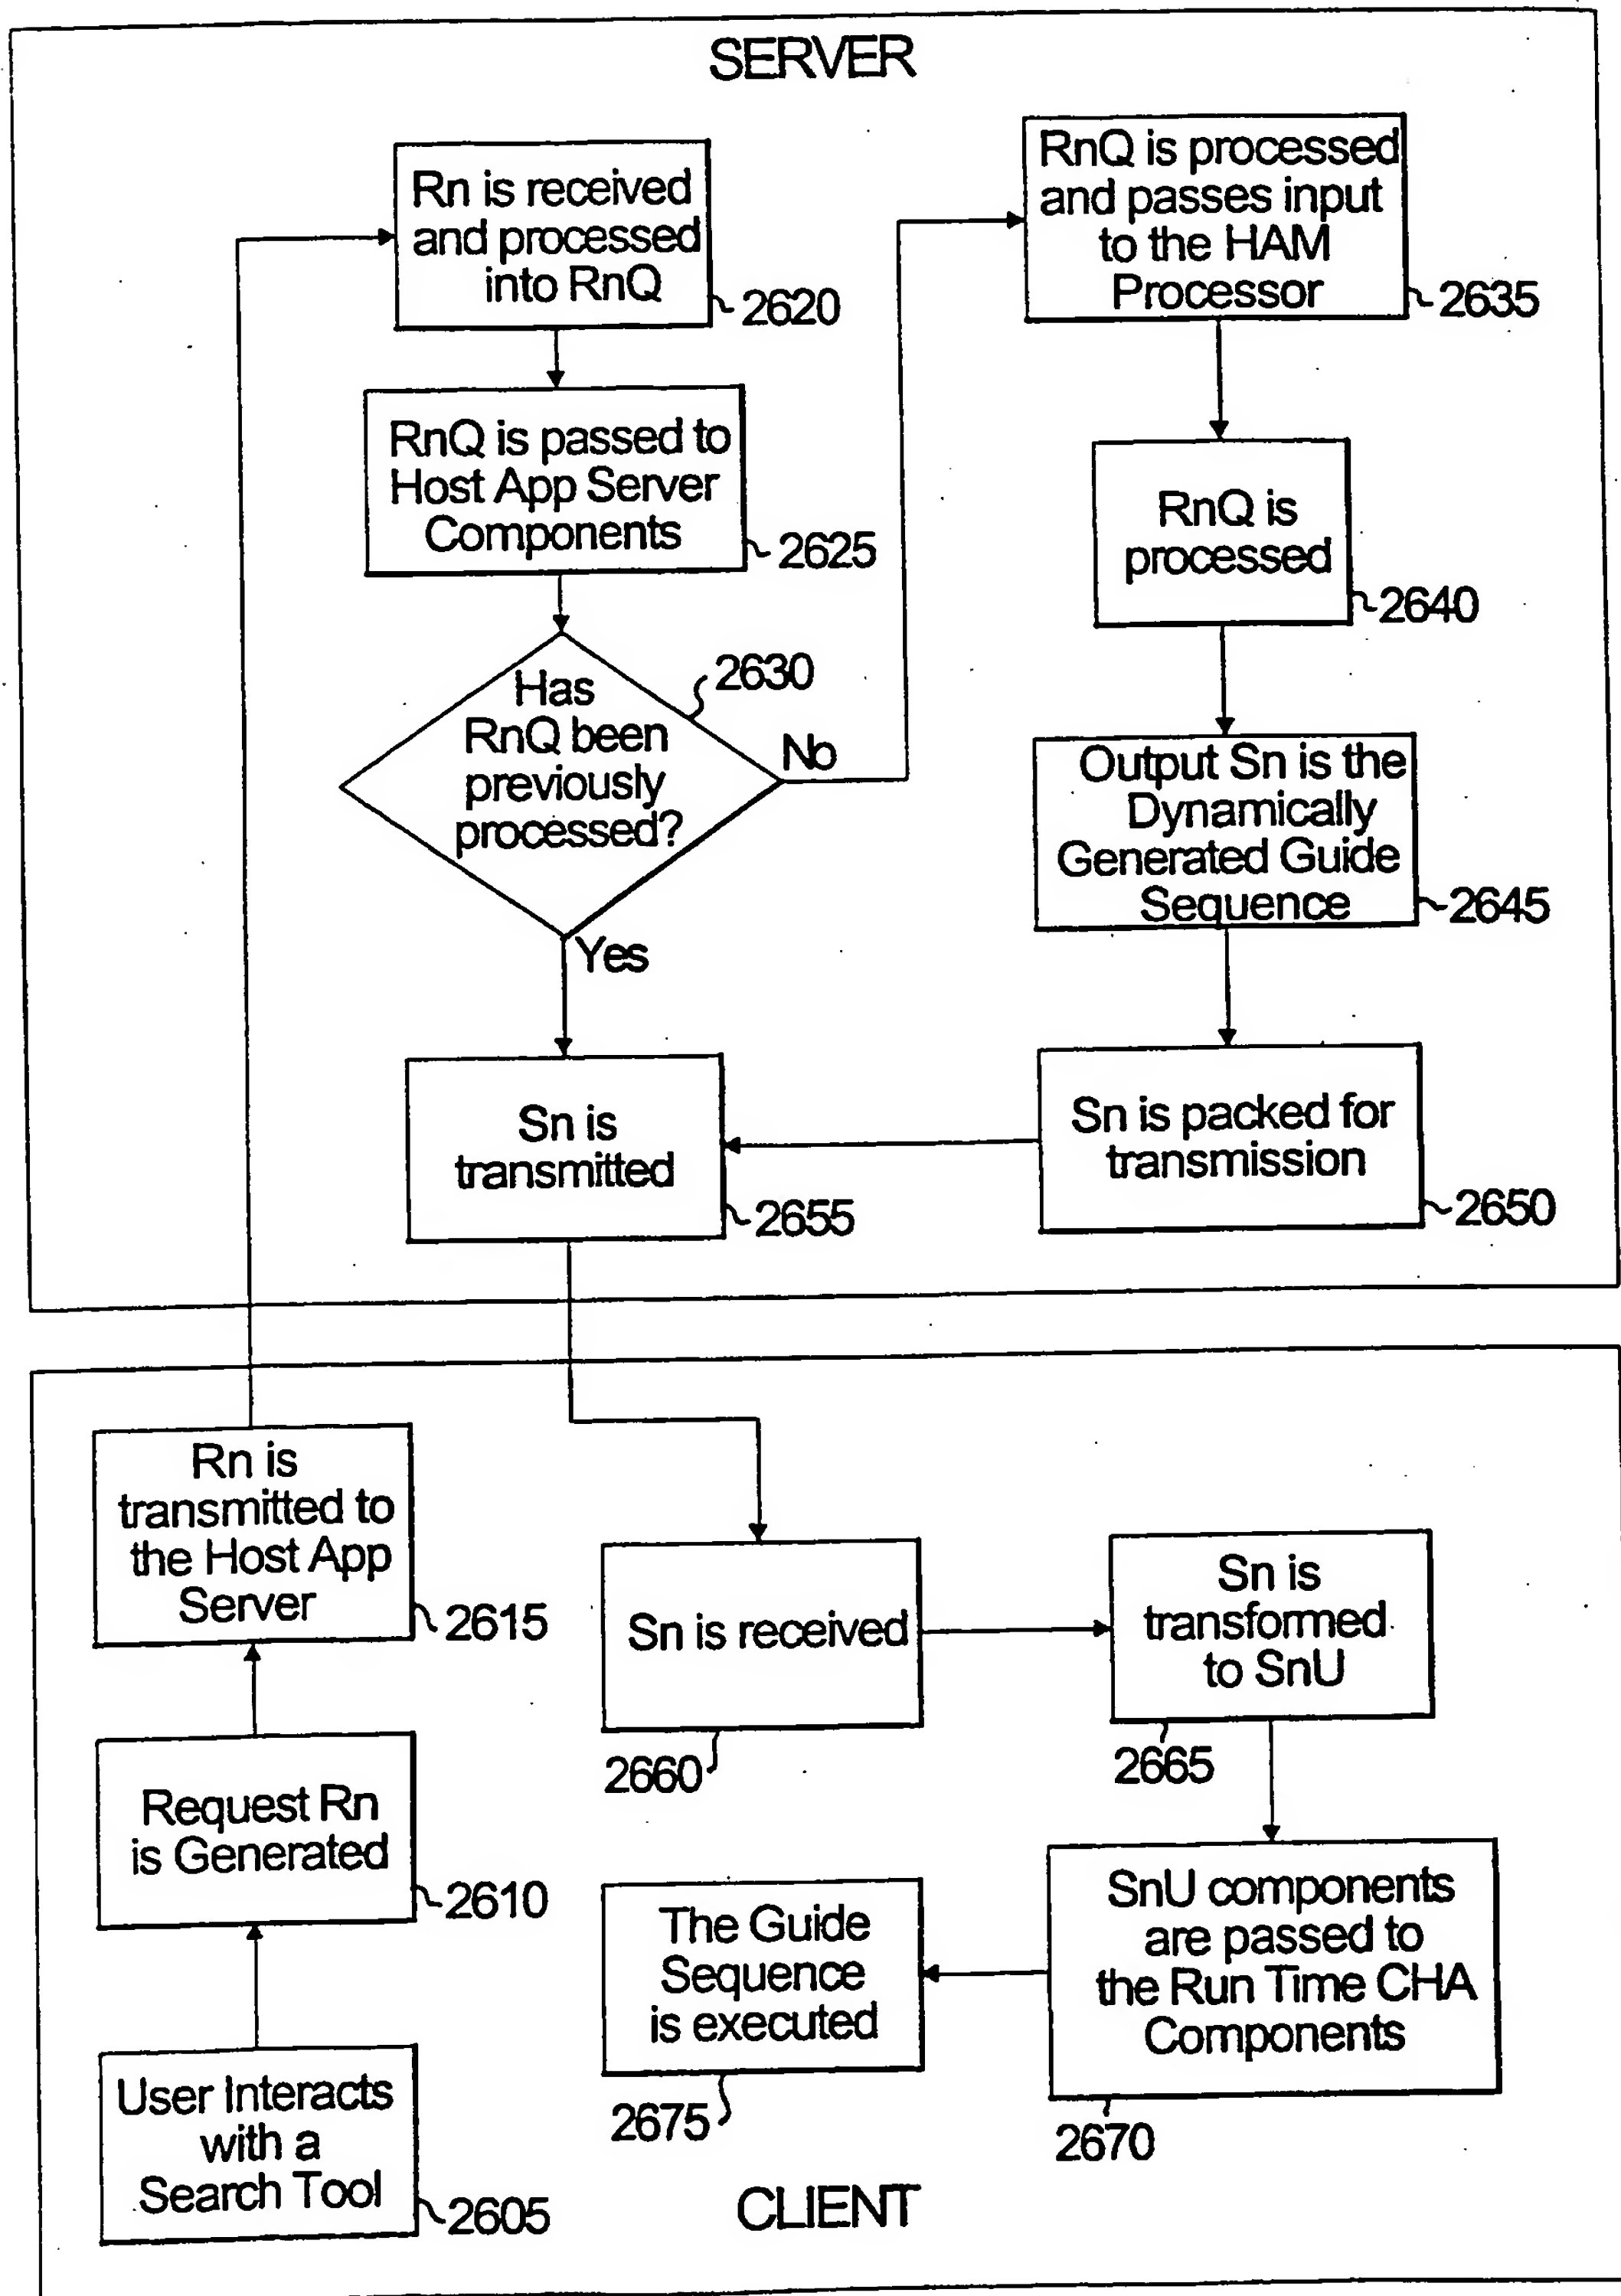 SERVER
Rn is received
and processed
into RnQ
2620
RnQ is passed to
Host App Server
Components
2625
Has
RnQ been
previously
processed?
2630
No
Yes
RnQ is processed
and passes input
to the HAM
Processor
2635
RnQ is
processed
2640
Output Sn is the
Dynamically
Generated Guide
Sequence
2645
Sn is packed for
transmission
2650
Sn is
transmitted
2655
Rn is
transmitted to
the Host App
Server
2615
Request Rn
is Generated
2610
User Interacts
with a
Search Tool
2605
Sn is received
2660
Sn is
transformed
to SnU
2665
SnU components
are passed to
the Run Time CHA
Components
2670
The Guide
Sequence
is executed
2675
CLIENT